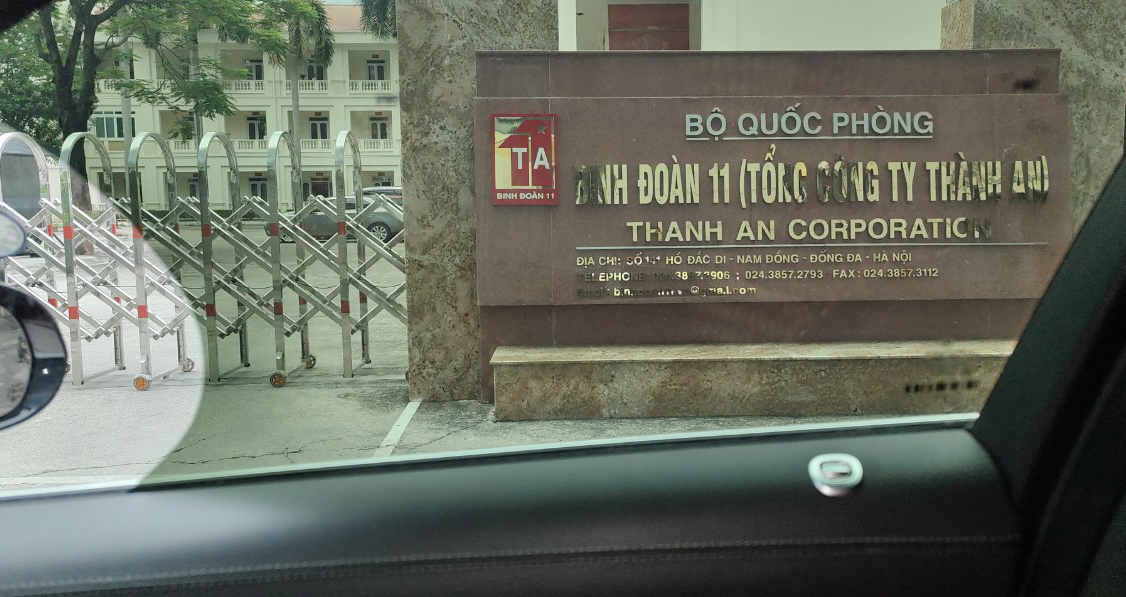 BỘ QUỐC PHÒNG
TA
BINH ĐOÀN 11
BINH ĐOÀN 11 (TỔNG CÔNG TY THÀNH AN)
THANH AN CORPORATION
ĐỊA CHỈ: SỐ 141 HỒ ĐẮC DI - NAM ĐỒNG - ĐỐNG ĐA - HÀ NỘI
TELEPHONE: ; 024.3857.2793 FAX: 024.3857.3112